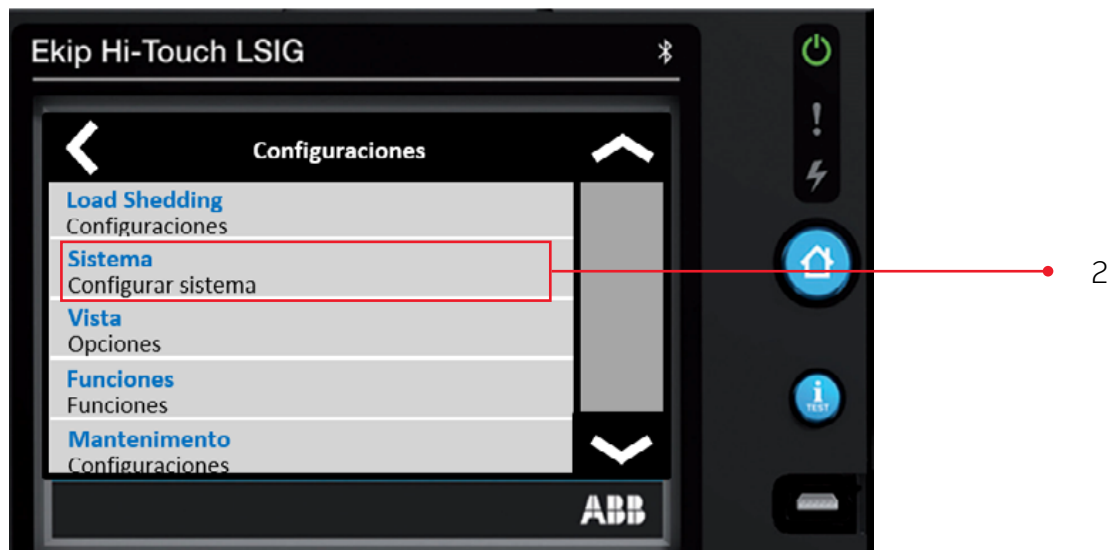 Ekip Hi-Touch LSIG
Configuraciones
Load Shedding
Configuraciones
Sistema
Configurar sistema
2
Vista
Opciones
Funciones
Funciones
Mantenimento
Configuraciones
i
TEST
ABB